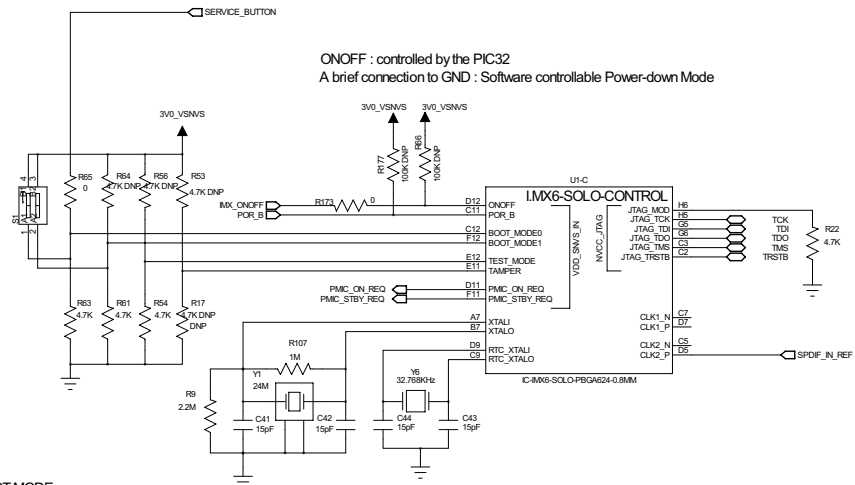 SERVICE_BUTTON
ONOFF : controlled by the PIC32
A brief connection to GND : Software controllable Power-down Mode
3V0_VSNVS
3V0_VSNVS
3V0_VSNVS
R177
100K DNP
R66
100K DNP
R65
0
R64
4.7K DNP
R56
4.7K DNP
R53
4.7K DNP
S1
4
3
A1
A2
1
2
IMX_ONOFF
R173
0
POR_B
U1-C
I.MX6-SOLO-CONTROL
D12
ONOFF
C11
POR_B
C12
BOOT_MODE0
F12
BOOT_MODE1
E12
TEST_MODE
E11
TAMPER
PMIC_ON_REQ
D11
PMIC_ON_REQ
PMIC_STBY_REQ
F11
PMIC_STBY_REQ
A7
XTALI
B7
XTALO
D9
RTC_XTALI
C9
RTC_XTALO
VDD_SNVS_IN
NVCC_JTAG
JTAG_MOD
H6
JTAG_TCK
H5
TCK
JTAG_TDI
G5
TDI
JTAG_TDO
G6
TDO
JTAG_TMS
C3
TMS
JTAG_TRSTB
C2
TRSTB
R22
4.7K
CLK1_N
C7
CLK1_P
D7
CLK2_N
C5
CLK2_P
D5
SPDIF_IN_REF
IC-IMX6-SOLO-PBGA624-0.8MM
R63
4.7K
R61
4.7K
R54
4.7K
R17
4.7K DNP
DNP
R107
1M
Y1
24M
R9
2.2M
C41
15pF
C42
15pF
Y6
32.768KHz
C44
15pF
C43
15pF